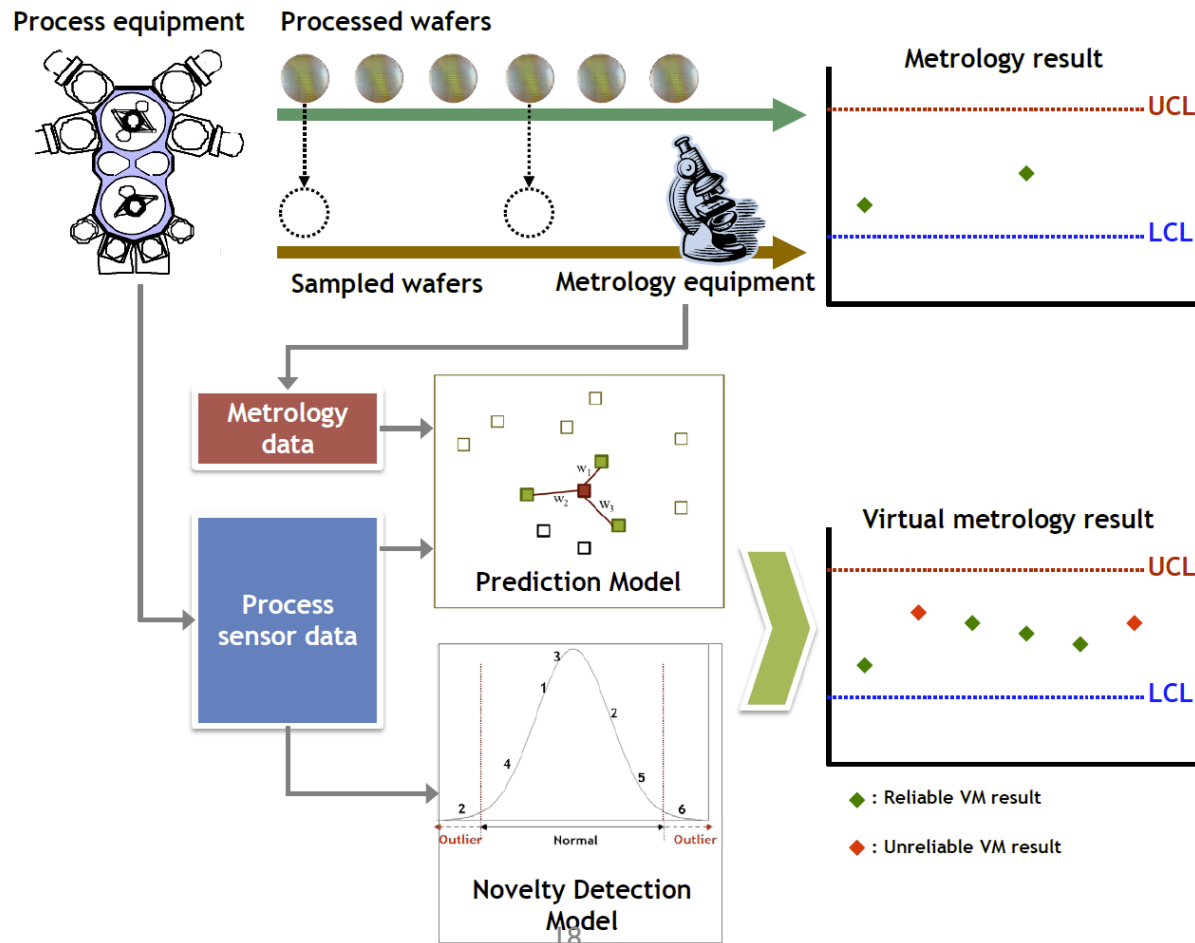 Process equipment
Processed wafers
Metrology result
UCL
LCL
Sampled wafers
Metrology equipment
Metrology
data
w1
w2
w3
Prediction Model
Process
sensor data
Virtual metrology result
UCL
LCL
3
1
2
4
5
2
6
Outlier
Normal
Outlier
Novelty Detection
Model
18
: Reliable VM result
: Unreliable VM result